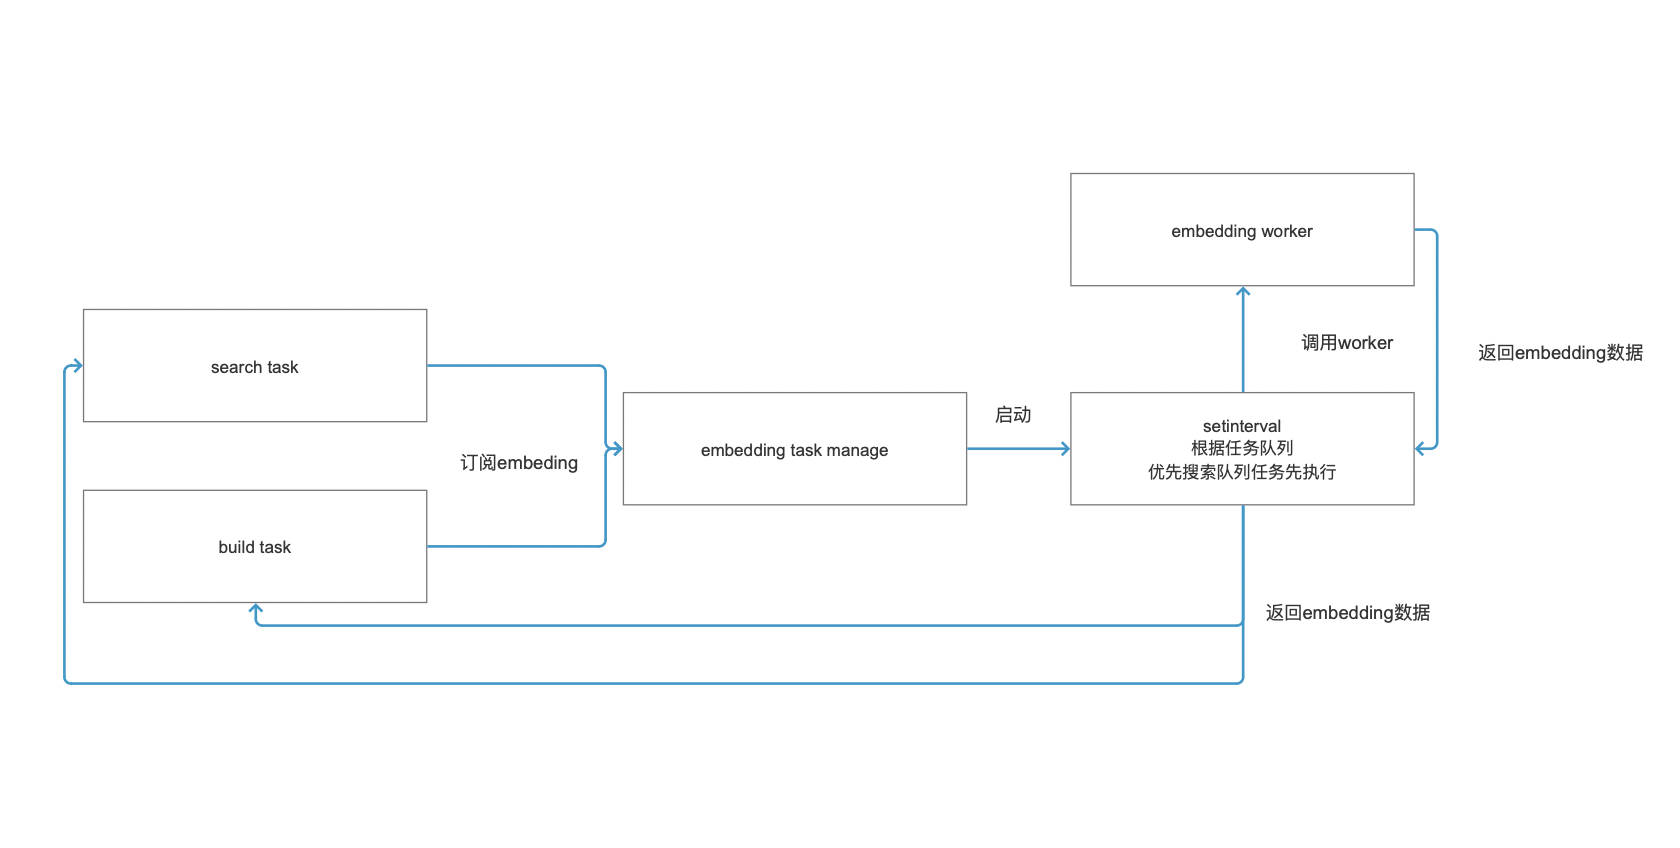 embedding worker
search task
调用worker
返回embedding数据
订阅embeding
embedding task manage
启动
setinterval
根据任务队列
优先搜索队列任务先执行
build task
返回embedding数据